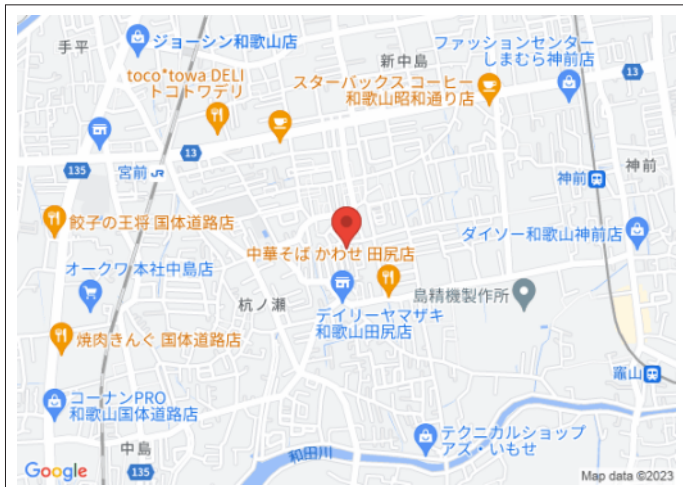 手平
ジョーシン和歌山店
新中島
ファッションセンター
しまむら神前店
toco*towa DELI
トコトワデリ
スターバックス コーヒー
和歌山昭和通り店
13
13
135
宮前
JR
神前
神前
餃子の王将 国体道路店
ダイソー和歌山神前店
中華そば かわせ 田尻店
オークワ 本社中島店
杭ノ瀬
島精機製作所
デイリーヤマザキ
和歌山田尻店
焼肉きんぐ 国体道路店
竈山
コーナンPRO
和歌山国体道路店
テクニカルショップ
アズ・いもせ
中島
和田川
135
Google
Map data ©2023